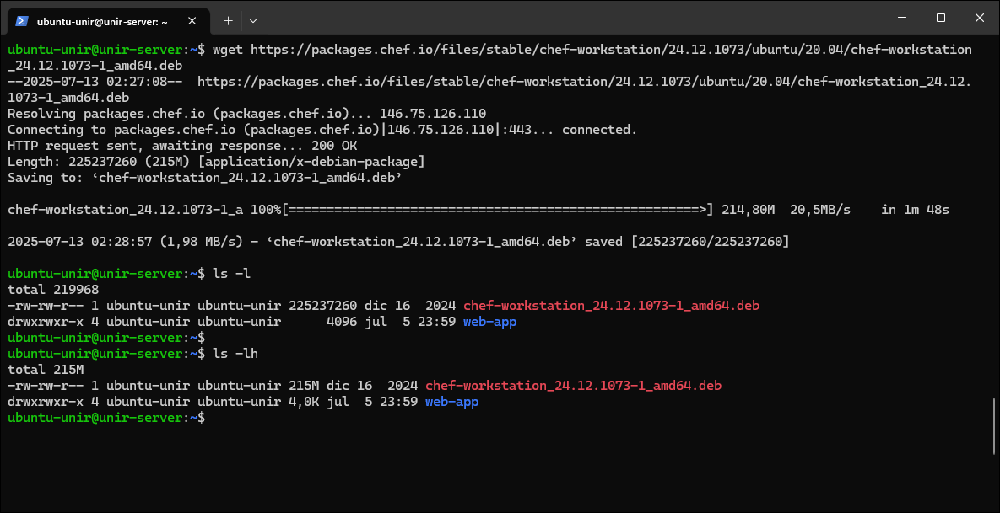 ubuntu-unir@unir-server: ~
ubuntu-unir@unir-server:~$ wget https://packages.chef.io/files/stable/chef-workstation/24.12.1073/ubuntu/20.04/chef-workstation
_24.12.1073-1_amd64.deb
--2025-07-13 02:27:08--  https://packages.chef.io/files/stable/chef-workstation/24.12.1073/ubuntu/20.04/chef-workstation_24.12.
1073-1_amd64.deb
Resolving packages.chef.io (packages.chef.io)... 146.75.126.110
Connecting to packages.chef.io (packages.chef.io)|146.75.126.110|:443... connected.
HTTP request sent, awaiting response... 200 OK
Length: 225237260 (215M) [application/x-debian-package]
Saving to: ‘chef-workstation_24.12.1073-1_amd64.deb’
chef-workstation_24.12.1073-1_a 100%[======================================================>] 214,80M  20,5MB/s    in 1m 48s
2025-07-13 02:28:57 (1,98 MB/s) - ‘chef-workstation_24.12.1073-1_amd64.deb’ saved [225237260/225237260]
ubuntu-unir@unir-server:~$ ls -l
total 219968
-rw-rw-r-- 1 ubuntu-unir ubuntu-unir 225237260 dic 16  2024 chef-workstation_24.12.1073-1_amd64.deb
drwxrwxr-x 4 ubuntu-unir ubuntu-unir      4096 jul  5 23:59 web-app
ubuntu-unir@unir-server:~$
ubuntu-unir@unir-server:~$ ls -lh
total 215M
-rw-rw-r-- 1 ubuntu-unir ubuntu-unir 215M dic 16  2024 chef-workstation_24.12.1073-1_amd64.deb
drwxrwxr-x 4 ubuntu-unir ubuntu-unir 4,0K jul  5 23:59 web-app
ubuntu-unir@unir-server:~$